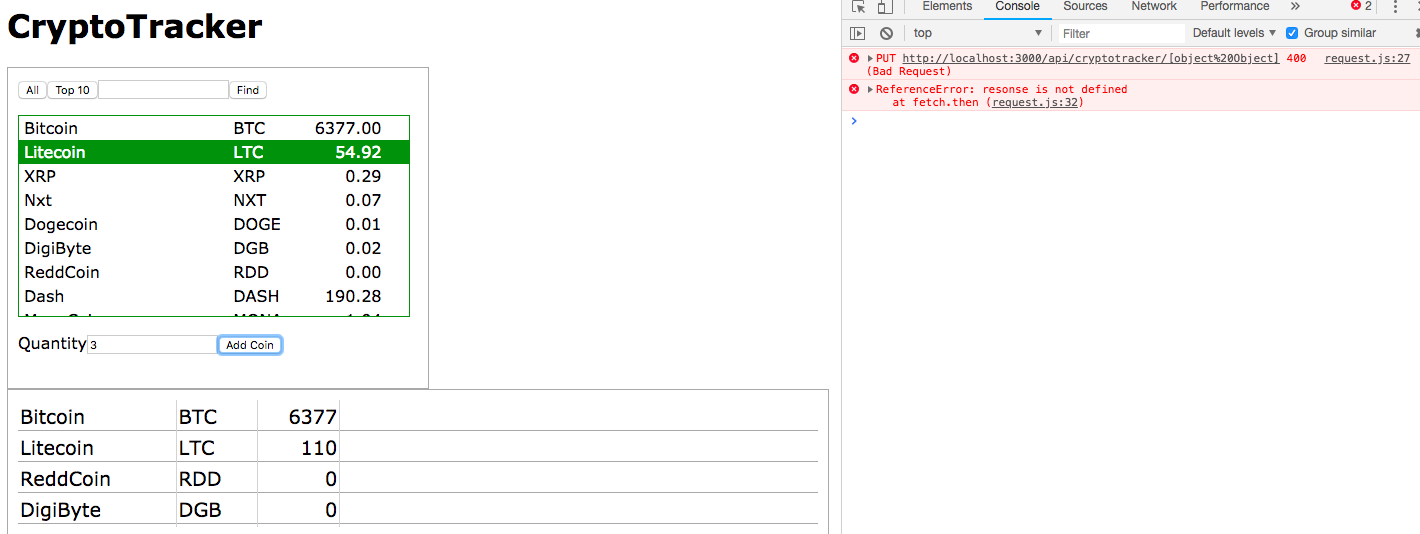 CryptoTracker
All Top 10 Find
Bitcoin BTC 6377.00
Litecoin LTC 54.92
XRP XRP 0.29
Nxt NXT 0.07
Dogecoin DOGE 0.01
DigiByte DGB 0.02
ReddCoin RDD 0.00
Dash DASH 190.28
Quantity 3 Add Coin
Bitcoin BTC 6377
Litecoin LTC 110
ReddCoin RDD 0
DigiByte DGB 0
Elements Console Sources Network Performance » 2
top ▼ Filter Default levels ▼ Group similar
PUT http://localhost:3000/api/cryptotracker/[object%20Object] 400 request.js:27
(Bad Request)
ReferenceError: resonse is not defined
at fetch.then (request.js:32)